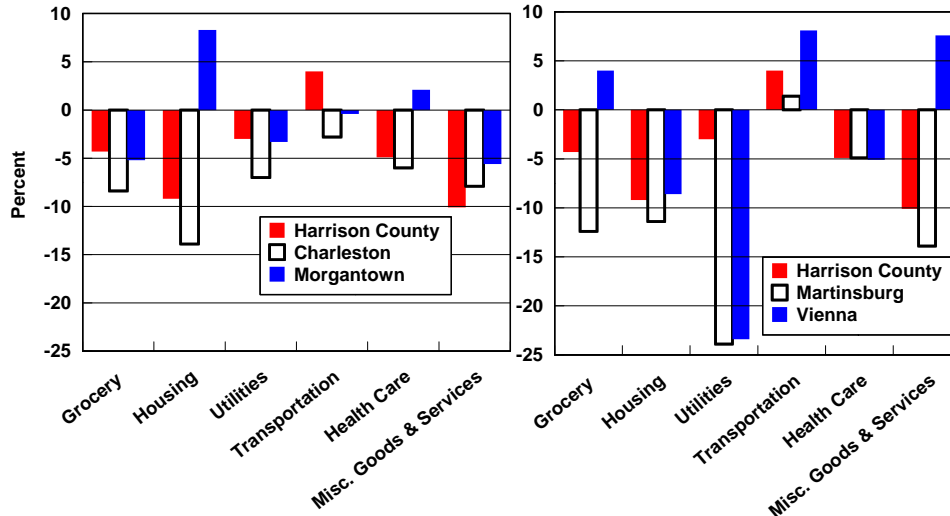 Percent
10
5
0
-5
-10
-15
-20
-25
Harrison County
Charleston
Morgantown
Grocery
Housing
Utilities
Transportation
Health Care
Misc. Goods & Services
10
5
0
-5
-10
-15
-20
-25
Harrison County
Martinsburg
Vienna
Grocery
Housing
Utilities
Transportation
Health Care
Misc. Goods & Services